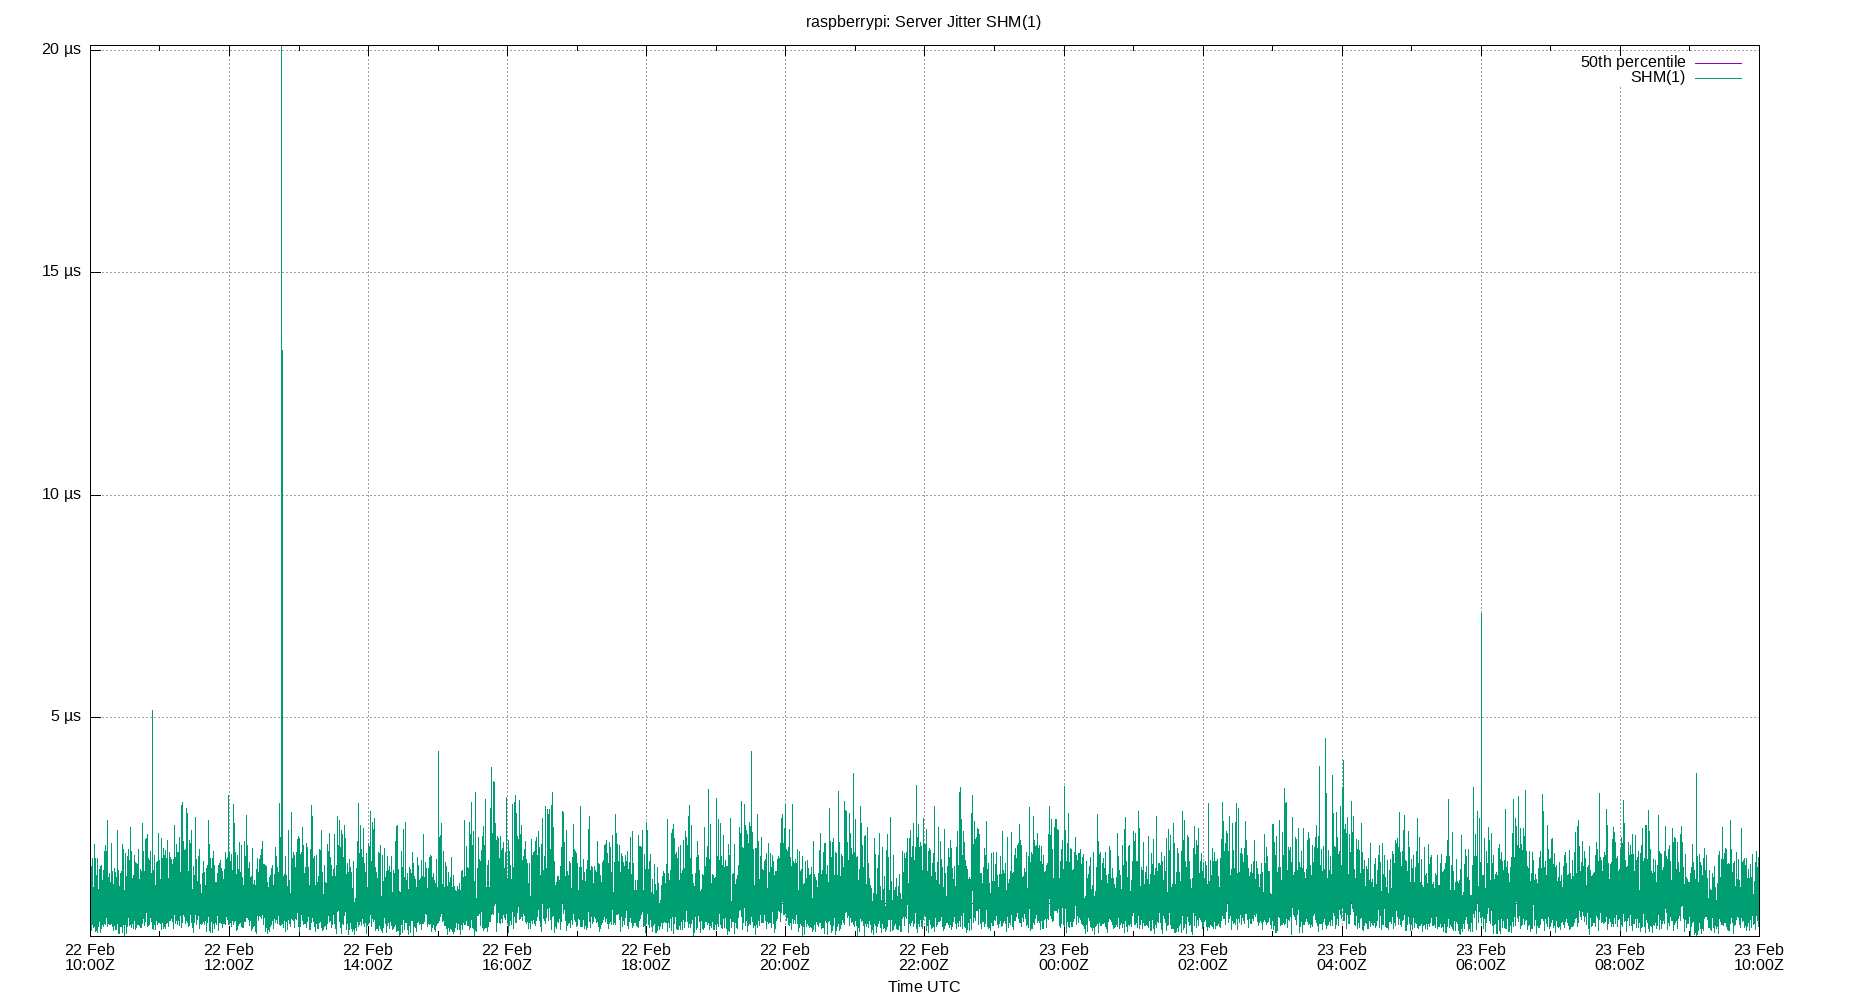 raspberrypi: Server Jitter SHM(1)
20 µs
50th percentile
SHM(1)
15 µs
10 µs
5 µs
22 Feb 22 Feb 22 Feb 22 Feb 22 Feb 22 Feb 22 Feb 23 Feb 23 Feb 23 Feb 23 Feb 23 Feb 23 Feb
10:00Z 12:00Z 14:00Z 16:00Z 18:00Z 20:00Z 22:00Z 00:00Z 02:00Z 04:00Z 06:00Z 08:00Z 10:00Z
Time UTC